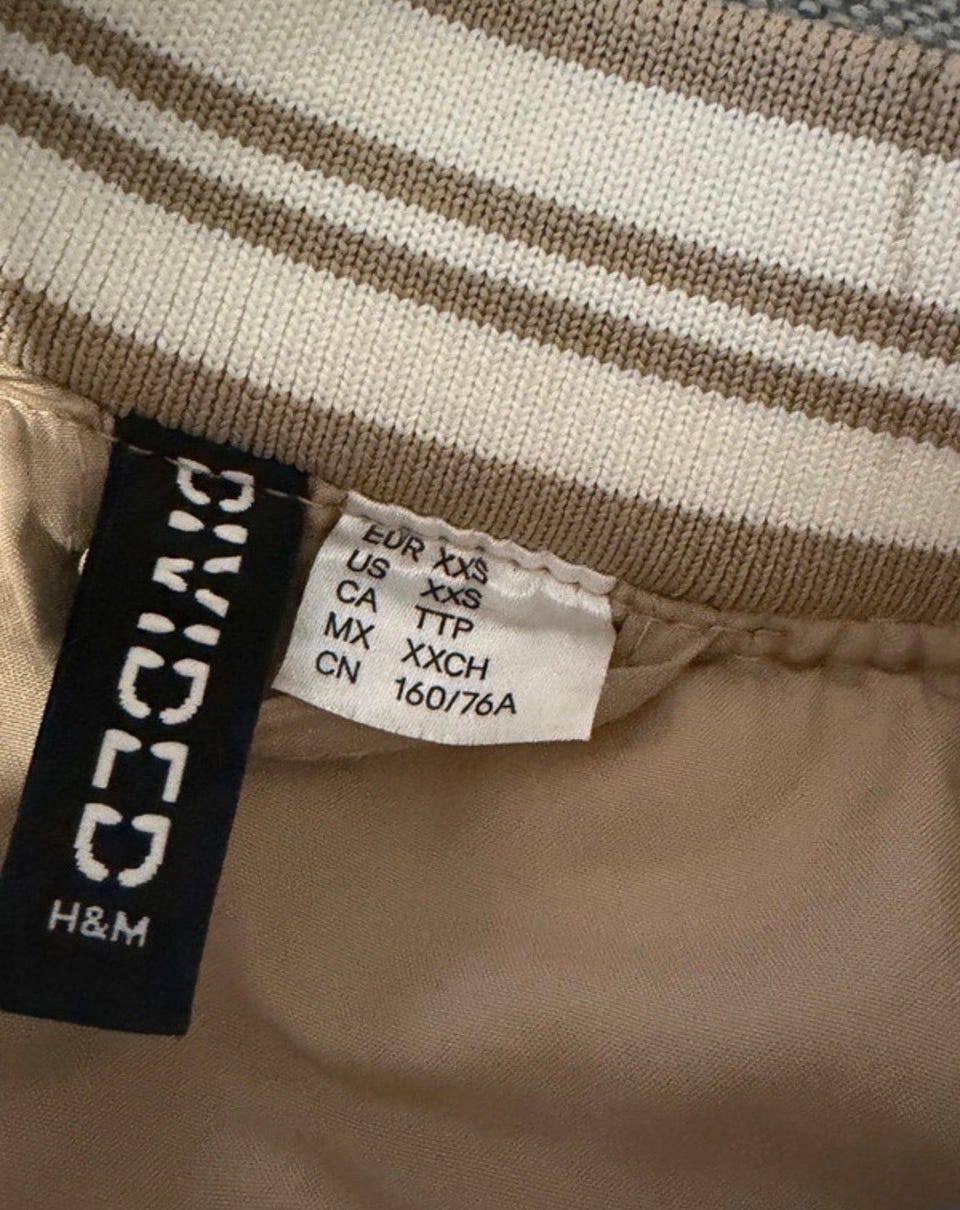 DIVIDED
H&M
EUR XXS
US XXS
CA TTP
MX XXCH
CN 160/76A